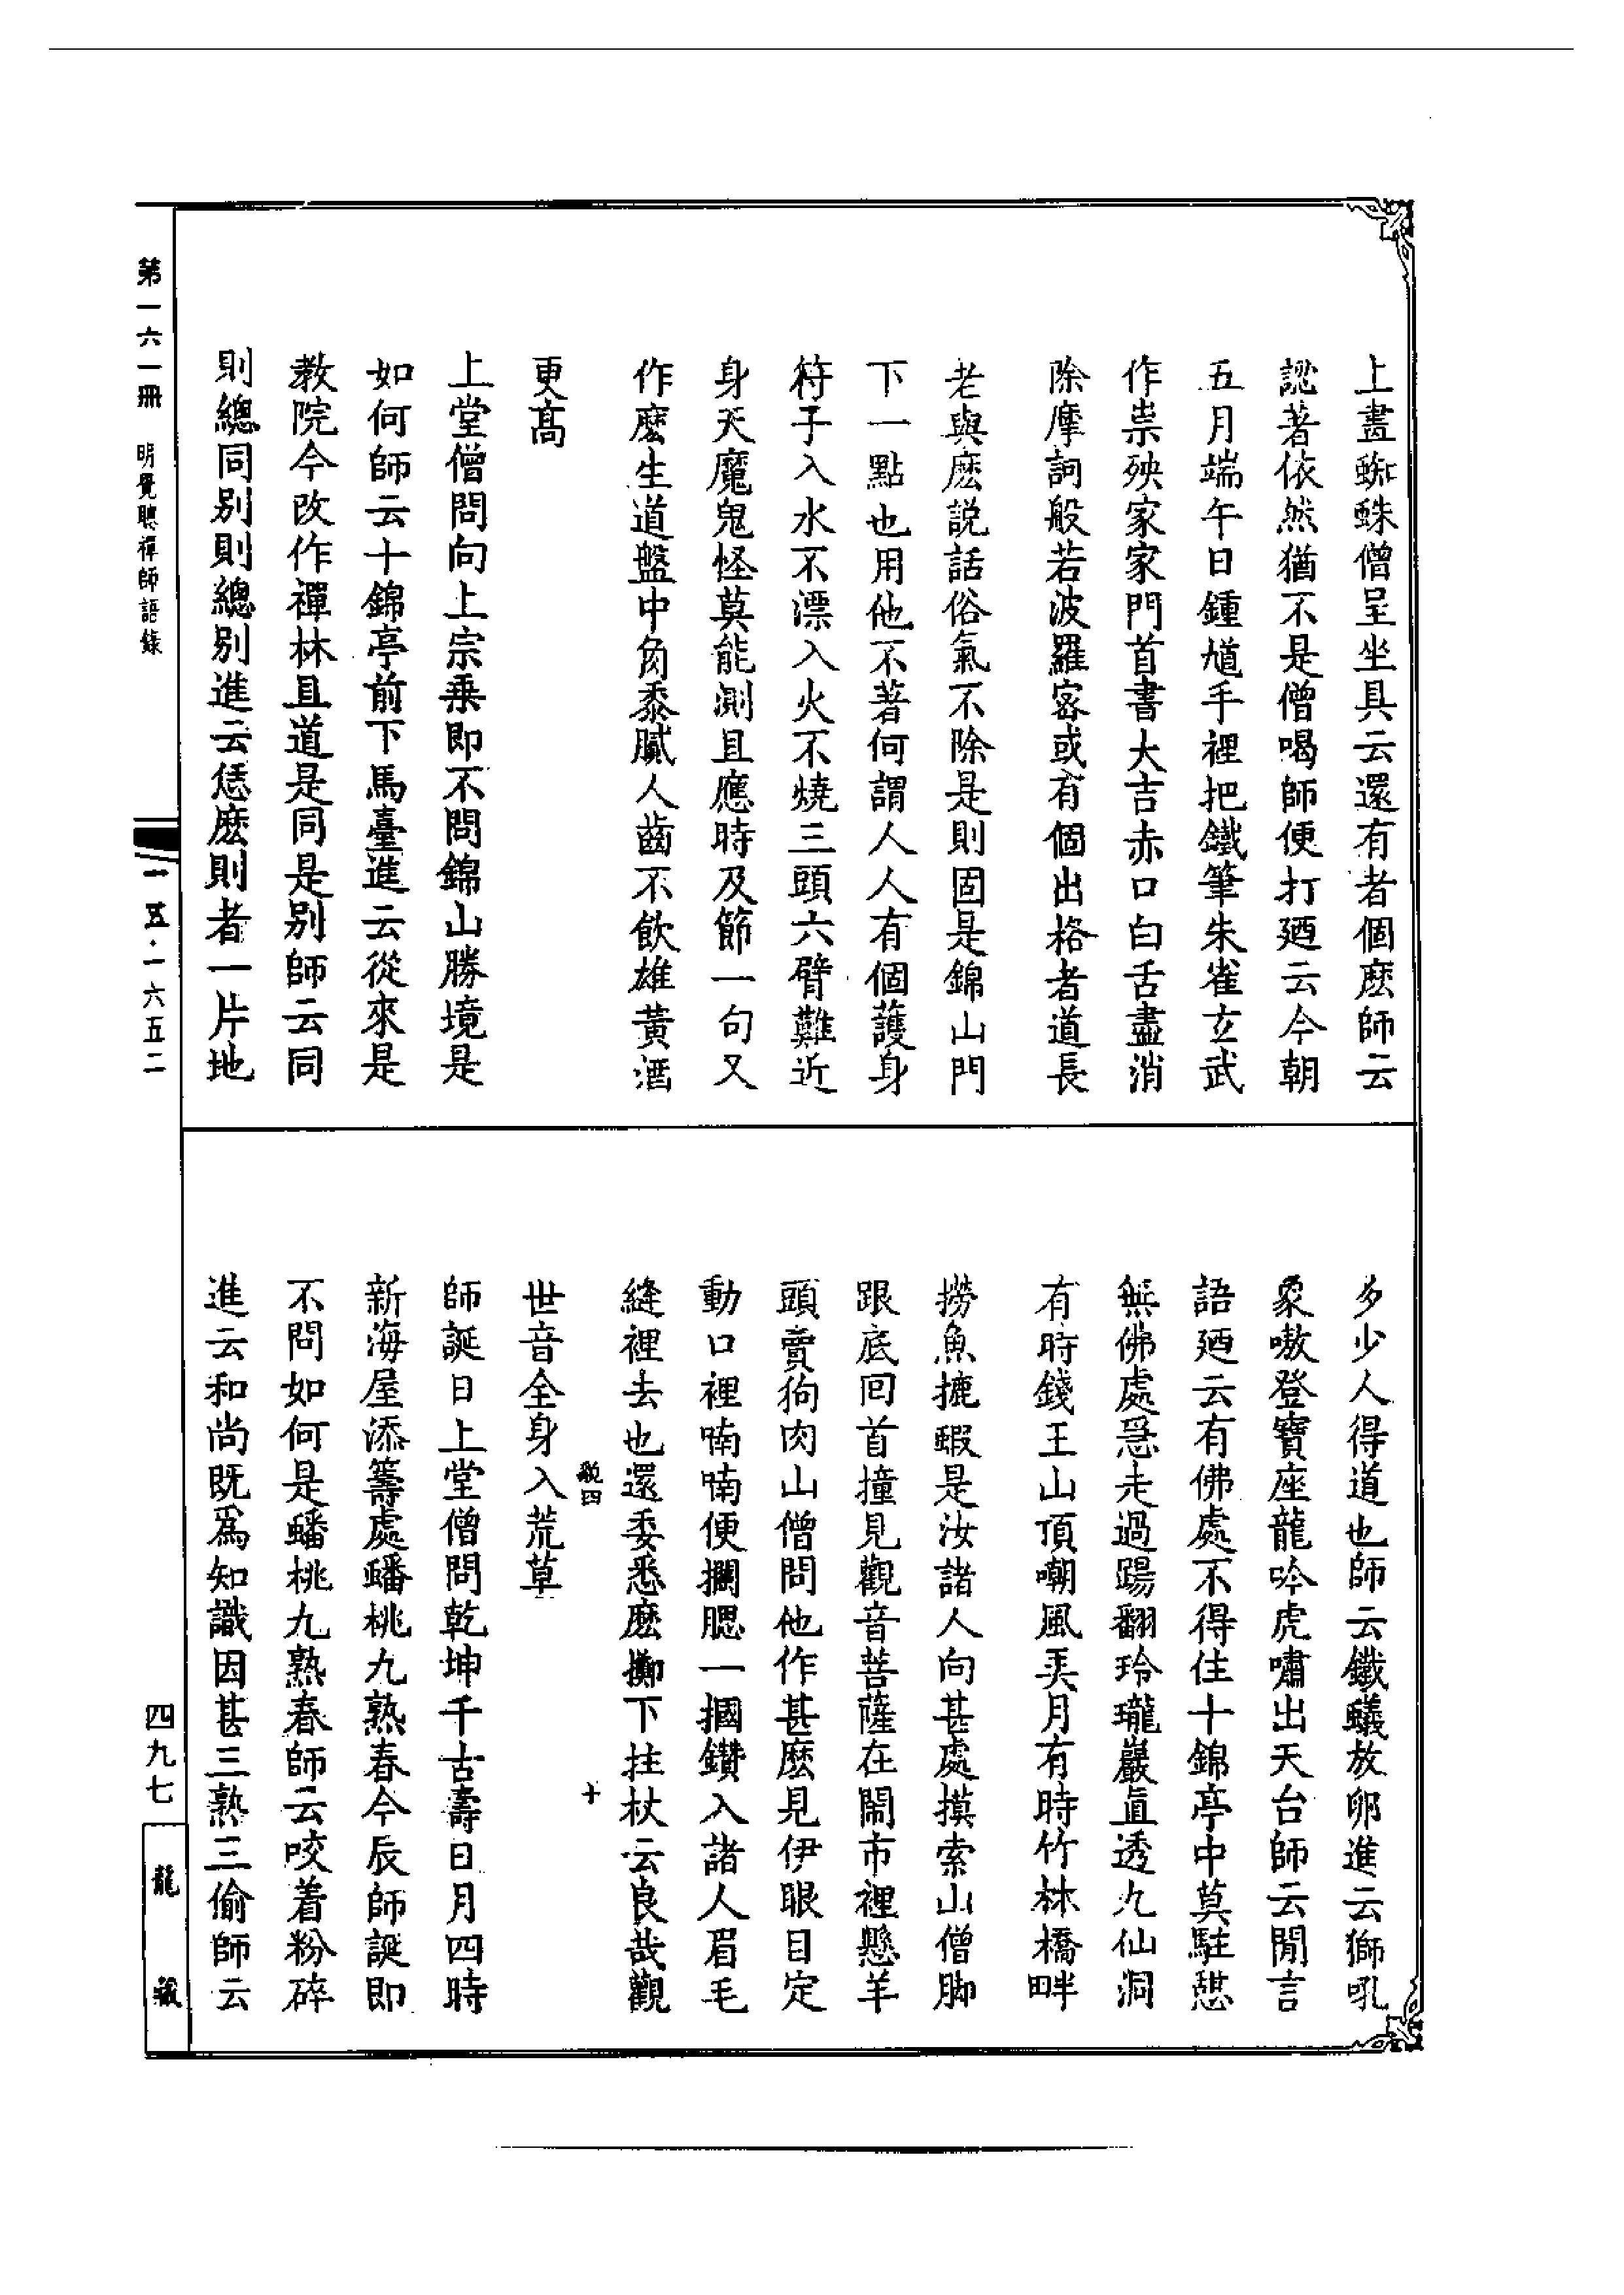 上畫蜘蛛僧呈坐具云還有者個麽師云
認著依然猶不是僧喝師便打廼云今朝
五月端午日鍾馗手裡把鐵筆朱雀玄武
作祟殃家家門首書大吉赤口白舌盡消
除摩訶般若波羅密或有個出格者道長
老與麽説話俗氣不除是則固是錦山門
下一點也用他不著何謂人人有個護身
符子入水不漂入火不燒三頭六臂難近
身天魔鬼怪莫能測且應時及節一句又
作麽生道盤中角黍膩人齒不飲雄黃酒
更高
上堂僧問向上宗乗即不問錦山勝境是
如何師云十錦亭前下馬臺進云從來是
教院今改作禪林且道是同是别師云同
則總同别則總别進云恁麽則者一片地
多少人得道也師云鐵蟻放卵進云獅吼
象嗷登寶座龍吟虎嘯出天台師云閒言
語廼云有佛處不得住十錦亭中莫駐憩
無佛處急走過踢翻玲瓏巖直透九仙洞
有時錢王山頂嘲風美月有時竹林橋畔
撈魚摝蝦是汝諸人向甚處摸索山僧脚
跟底回首撞見觀音菩薩在閙市裡懸羊
頭賣狗肉山僧問他作甚麽見伊眼目定
動口裡喃喃便攔腮一摑鑽入諸人眉毛
縫裡去也還委悉麽擲下拄杖云良哉觀
世音全身入荒草
師誕日上堂僧問乾坤千古壽日月四時
新海屋添籌處蟠桃九熟春今辰師誕即
不問如何是蟠桃九熟春師云咬着粉碎
進云和尚既爲知識因甚三熟三偷師云
四
十
第一六一冊
明覺聰禪師語錄
一五·一六五二
四九七
龍藏